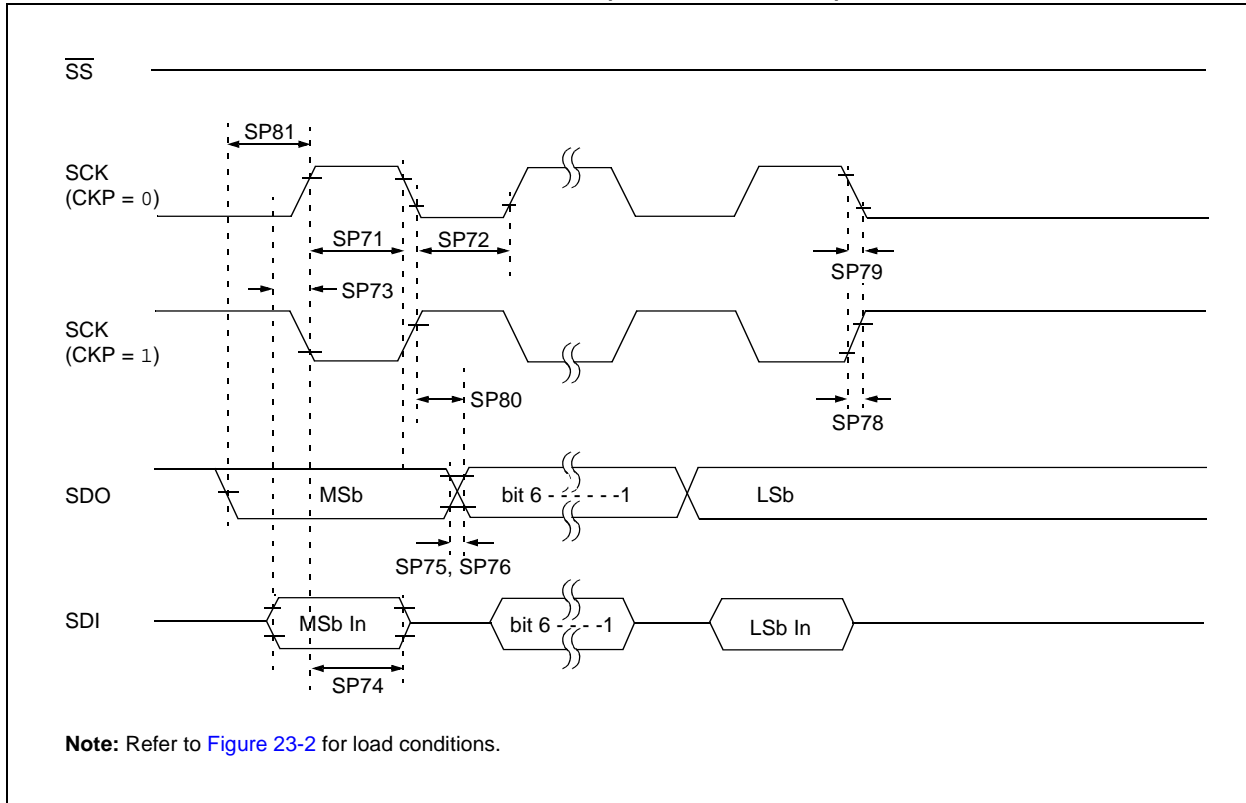 SS
SP81
SCK
(CKP = 0)
SP71
SP72
SP79
SP73
SCK
(CKP = 1)
SP80
SP78
SDO
MSb
bit 6 - - - - - -1
LSb
SP75, SP76
SDI
MSb In
bit 6 - - - -1
LSb In
SP74
Note: Refer to Figure 23-2 for load conditions.